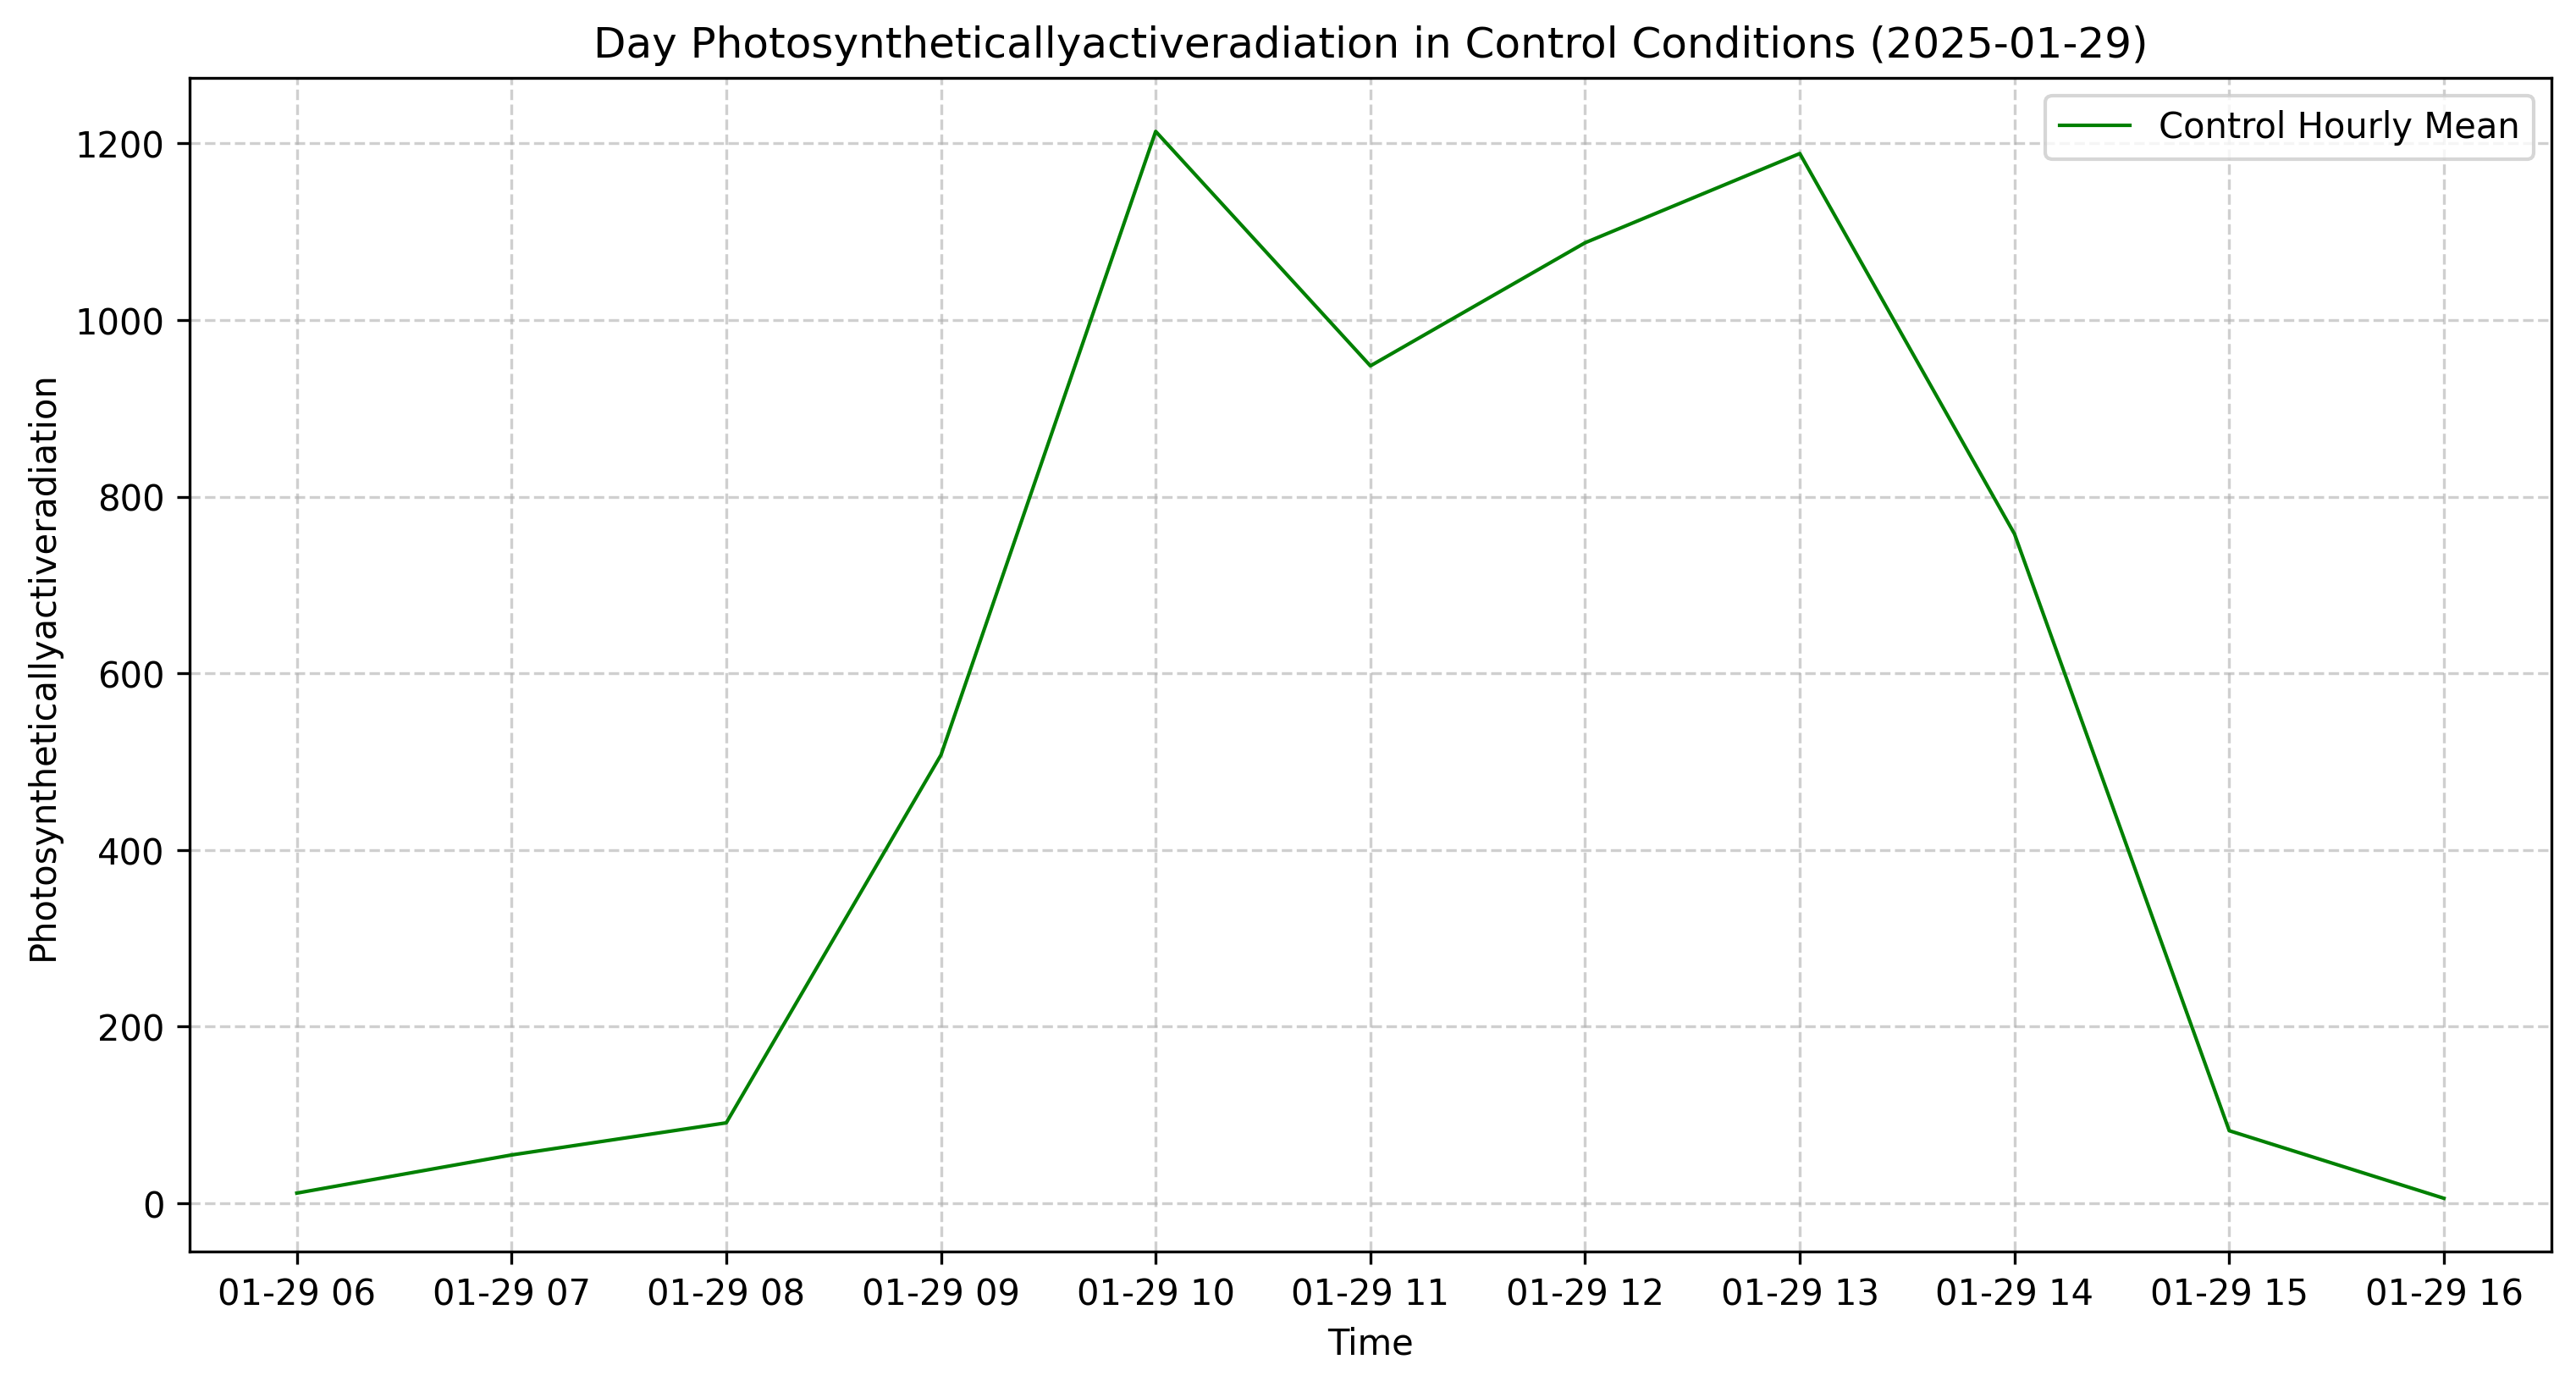 Day Photosyntheticallyactiveradiation in Control Conditions (2025-01-29)
Control Hourly Mean
Photosyntheticallyactiveradiation
1200
1000
800
600
400
200
0
01-29 06 01-29 07 01-29 08 01-29 09 01-29 10 01-29 11 01-29 12 01-29 13 01-29 14 01-29 15 01-29 16
Time